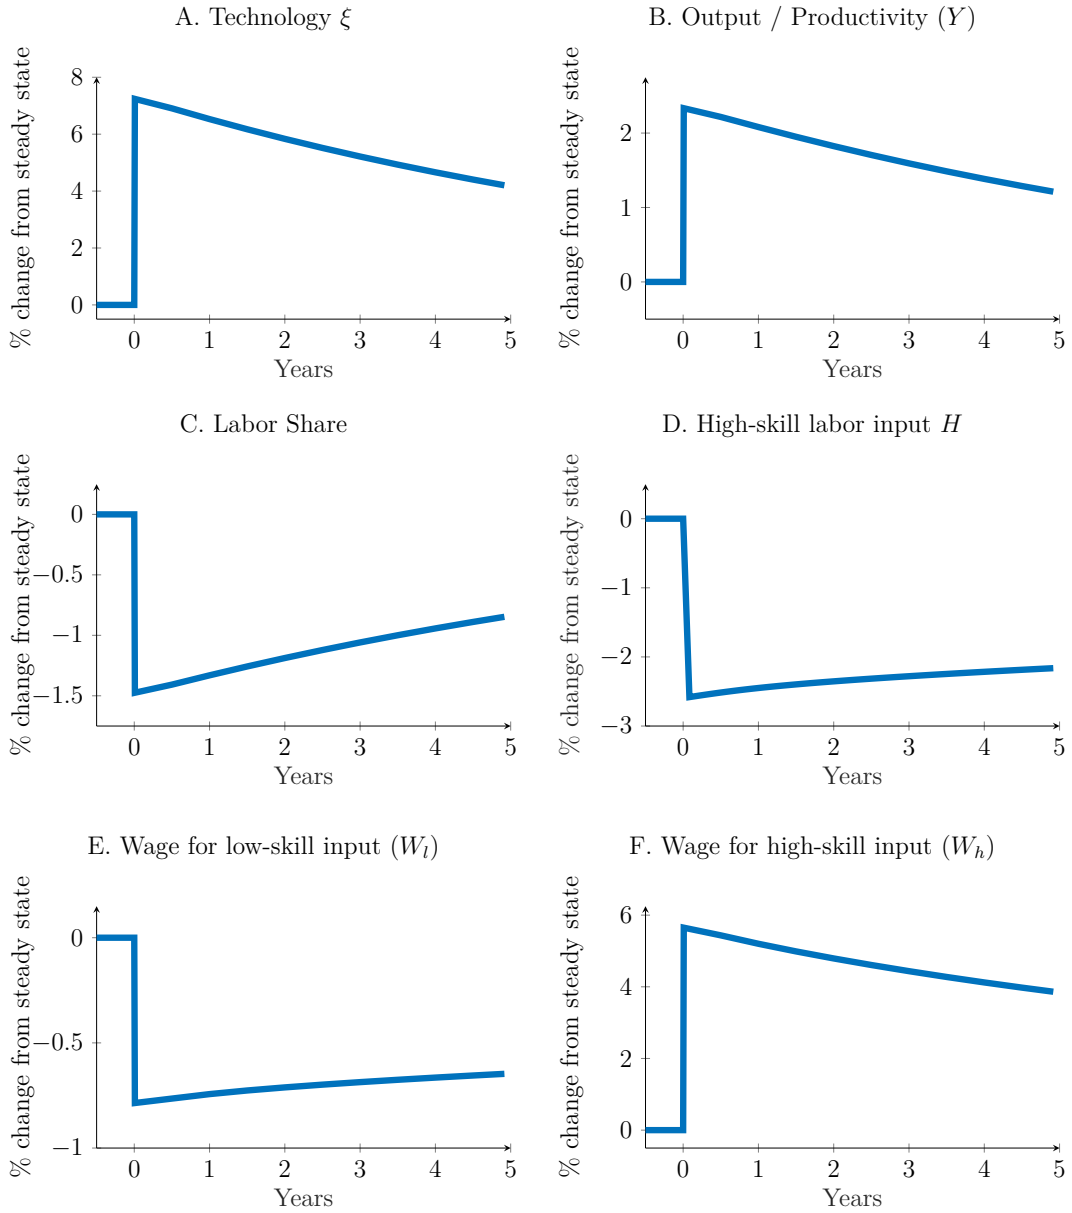 A. Technology ξ
% change from steady state
8
6
4
2
0
0 1 2 3 4 5
Years
B. Output / Productivity (Y)
% change from steady state
2
1
0
0 1 2 3 4 5
Years
C. Labor Share
% change from steady state
0
−0.5
−1
−1.5
0 1 2 3 4 5
Years
D. High-skill labor input H
% change from steady state
0
−1
−2
−3
0 1 2 3 4 5
Years
E. Wage for low-skill input (Wl)
% change from steady state
0
−0.5
−1
0 1 2 3 4 5
Years
F. Wage for high-skill input (Wh)
% change from steady state
6
4
2
0
0 1 2 3 4 5
Years